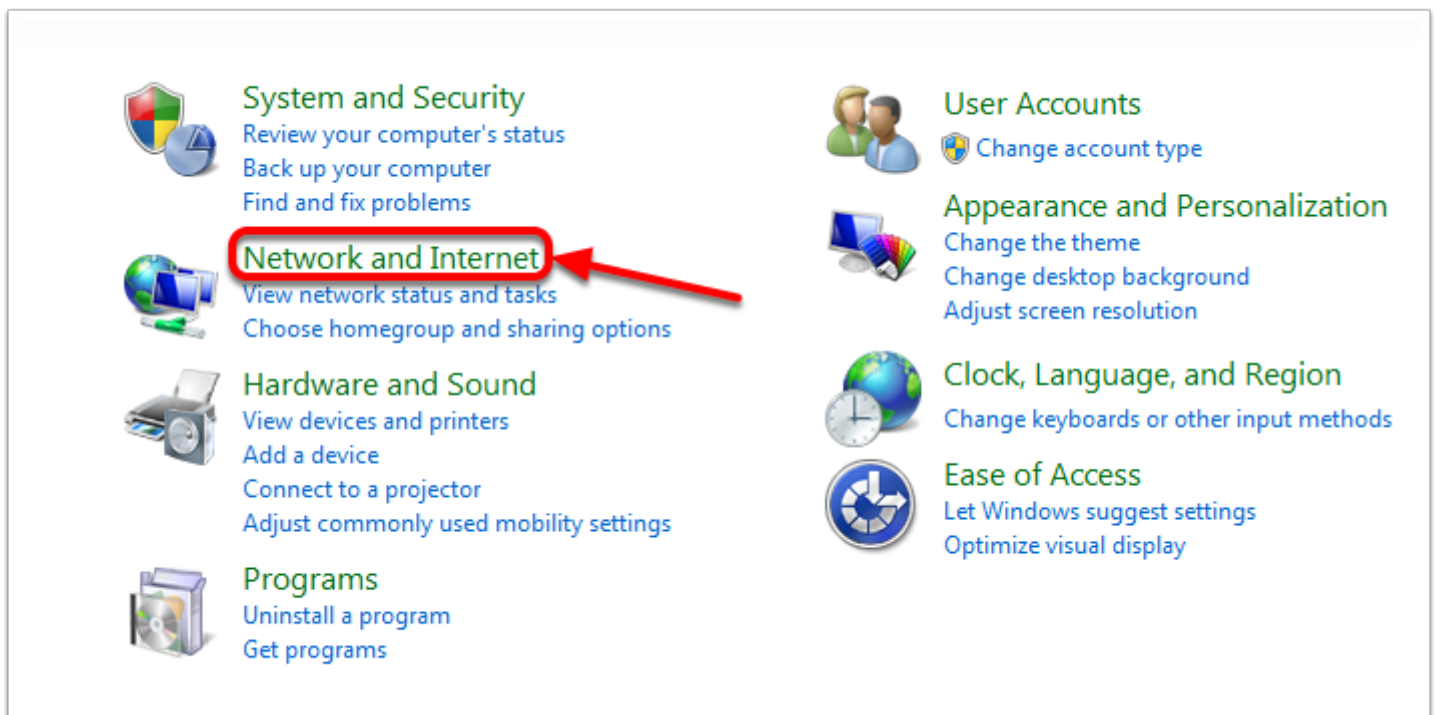 System and Security
Review your computer's status
Back up your computer
Find and fix problems
Network and Internet
View network status and tasks
Choose homegroup and sharing options
Hardware and Sound
View devices and printers
Add a device
Connect to a projector
Adjust commonly used mobility settings
Programs
Uninstall a program
Get programs
User Accounts
Change account type
Appearance and Personalization
Change the theme
Change desktop background
Adjust screen resolution
Clock, Language, and Region
Change keyboards or other input methods
Ease of Access
Let Windows suggest settings
Optimize visual display